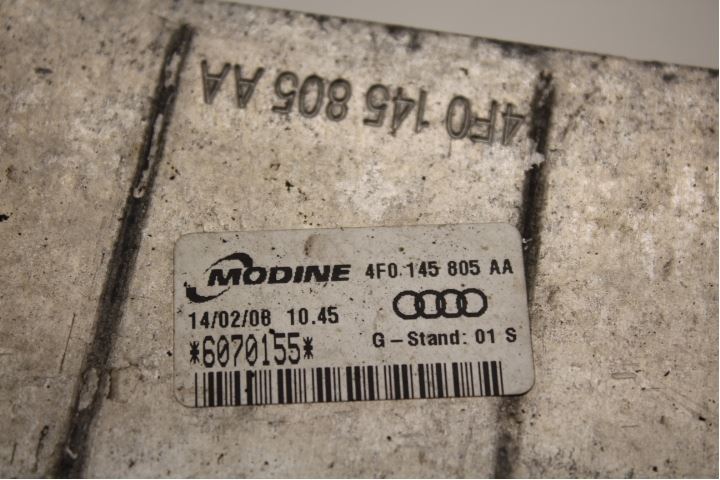 4F0 145 805 AA
MODINE 4F0 145 805 AA
14/02/08 10.45
*6070155* G-Stand: 01 S